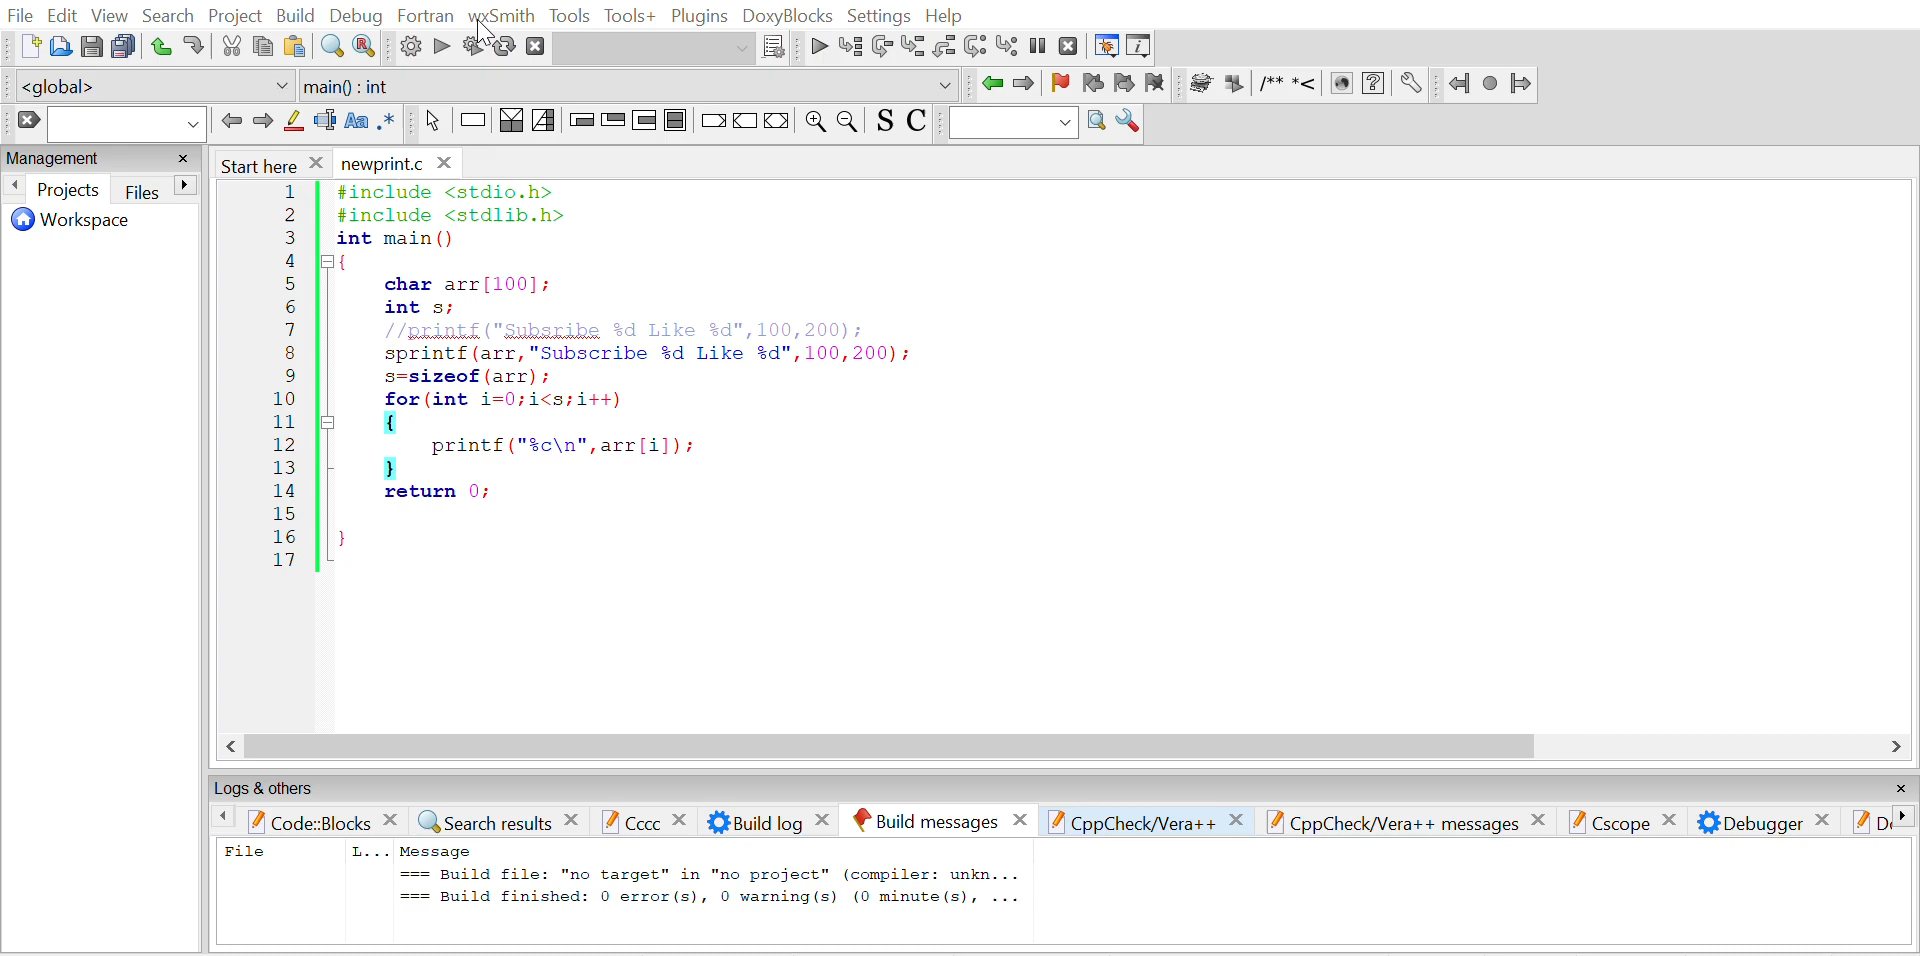 File Edit View Search Project Build Debug Fortran wxSmith Tools Tools+ Plugins DoxyBlocks Settings Help
<global> main() : int /** *<
Aa .* S C
Management
Projects Files
Workspace
Start here newprint.c
1 #include <stdio.h>
2 #include <stdlib.h>
3 int main()
4 {
5 char arr[100];
6 int s;
7 //printf("Subsribe %d Like %d",100,200);
8 sprintf(arr,"Subscribe %d Like %d",100,200);
9 s=sizeof(arr);
10 for(int i=0;i<s;i++)
11 {
12 printf("%c\n",arr[i]);
13 }
14 return 0;
15
16 }
17
Logs & others
Code::Blocks Search results Cccc Build log Build messages CppCheck/Vera++ CppCheck/Vera++ messages Cscope Debugger
File L... Message
=== Build file: "no target" in "no project" (compiler: unkn...
=== Build finished: 0 error(s), 0 warning(s) (0 minute(s), ...